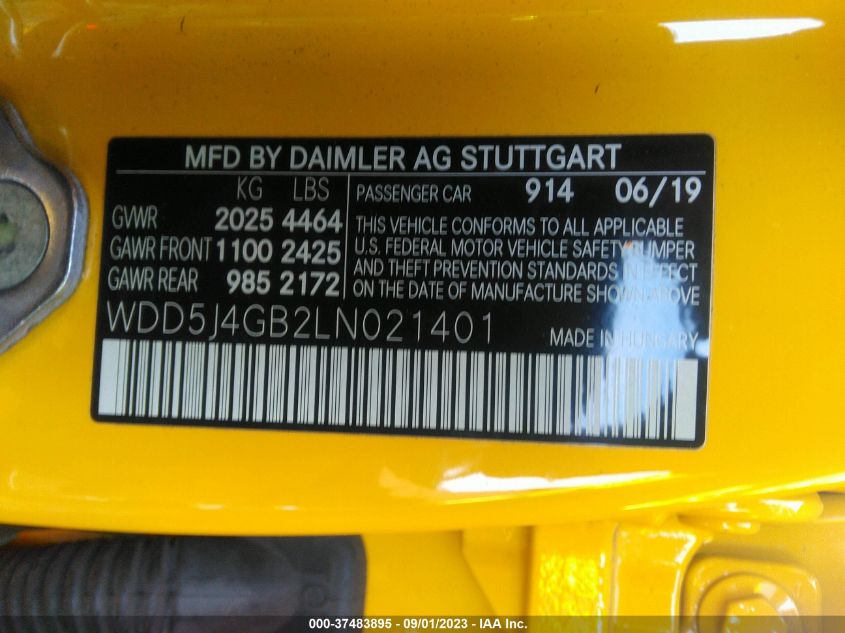 MFD BY DAIMLER AG STUTTGART
KG LBS
GVWR 2025 4464
GAWR FRONT 1100 2425
GAWR REAR 985 2172
PASSENGER CAR 914 06/19
THIS VEHICLE CONFORMS TO ALL APPLICABLE
U.S. FEDERAL MOTOR VEHICLE SAFETY BUMPER
AND THEFT PREVENTION STANDARDS IN EFFECT
ON THE DATE OF MANUFACTURE SHOWN ABOVE
WDD5J4GB2LN021401
MADE IN HUNGARY
000-37483895 - 09/01/2023 - IAA Inc.